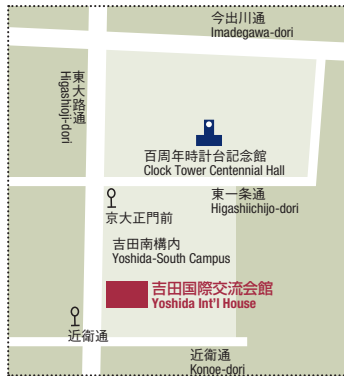 今出川通
Imadegawa-dori
東大路通
Higashioji-dori
百周年時計台記念館
Clock Tower Centennial Hall
東一条通
Higashiichijo-dori
京大正門前
吉田南構内
Yoshida-South Campus
吉田国際交流会館
Yoshida Int'l House
近衛通
近衛通
Konoe-dori